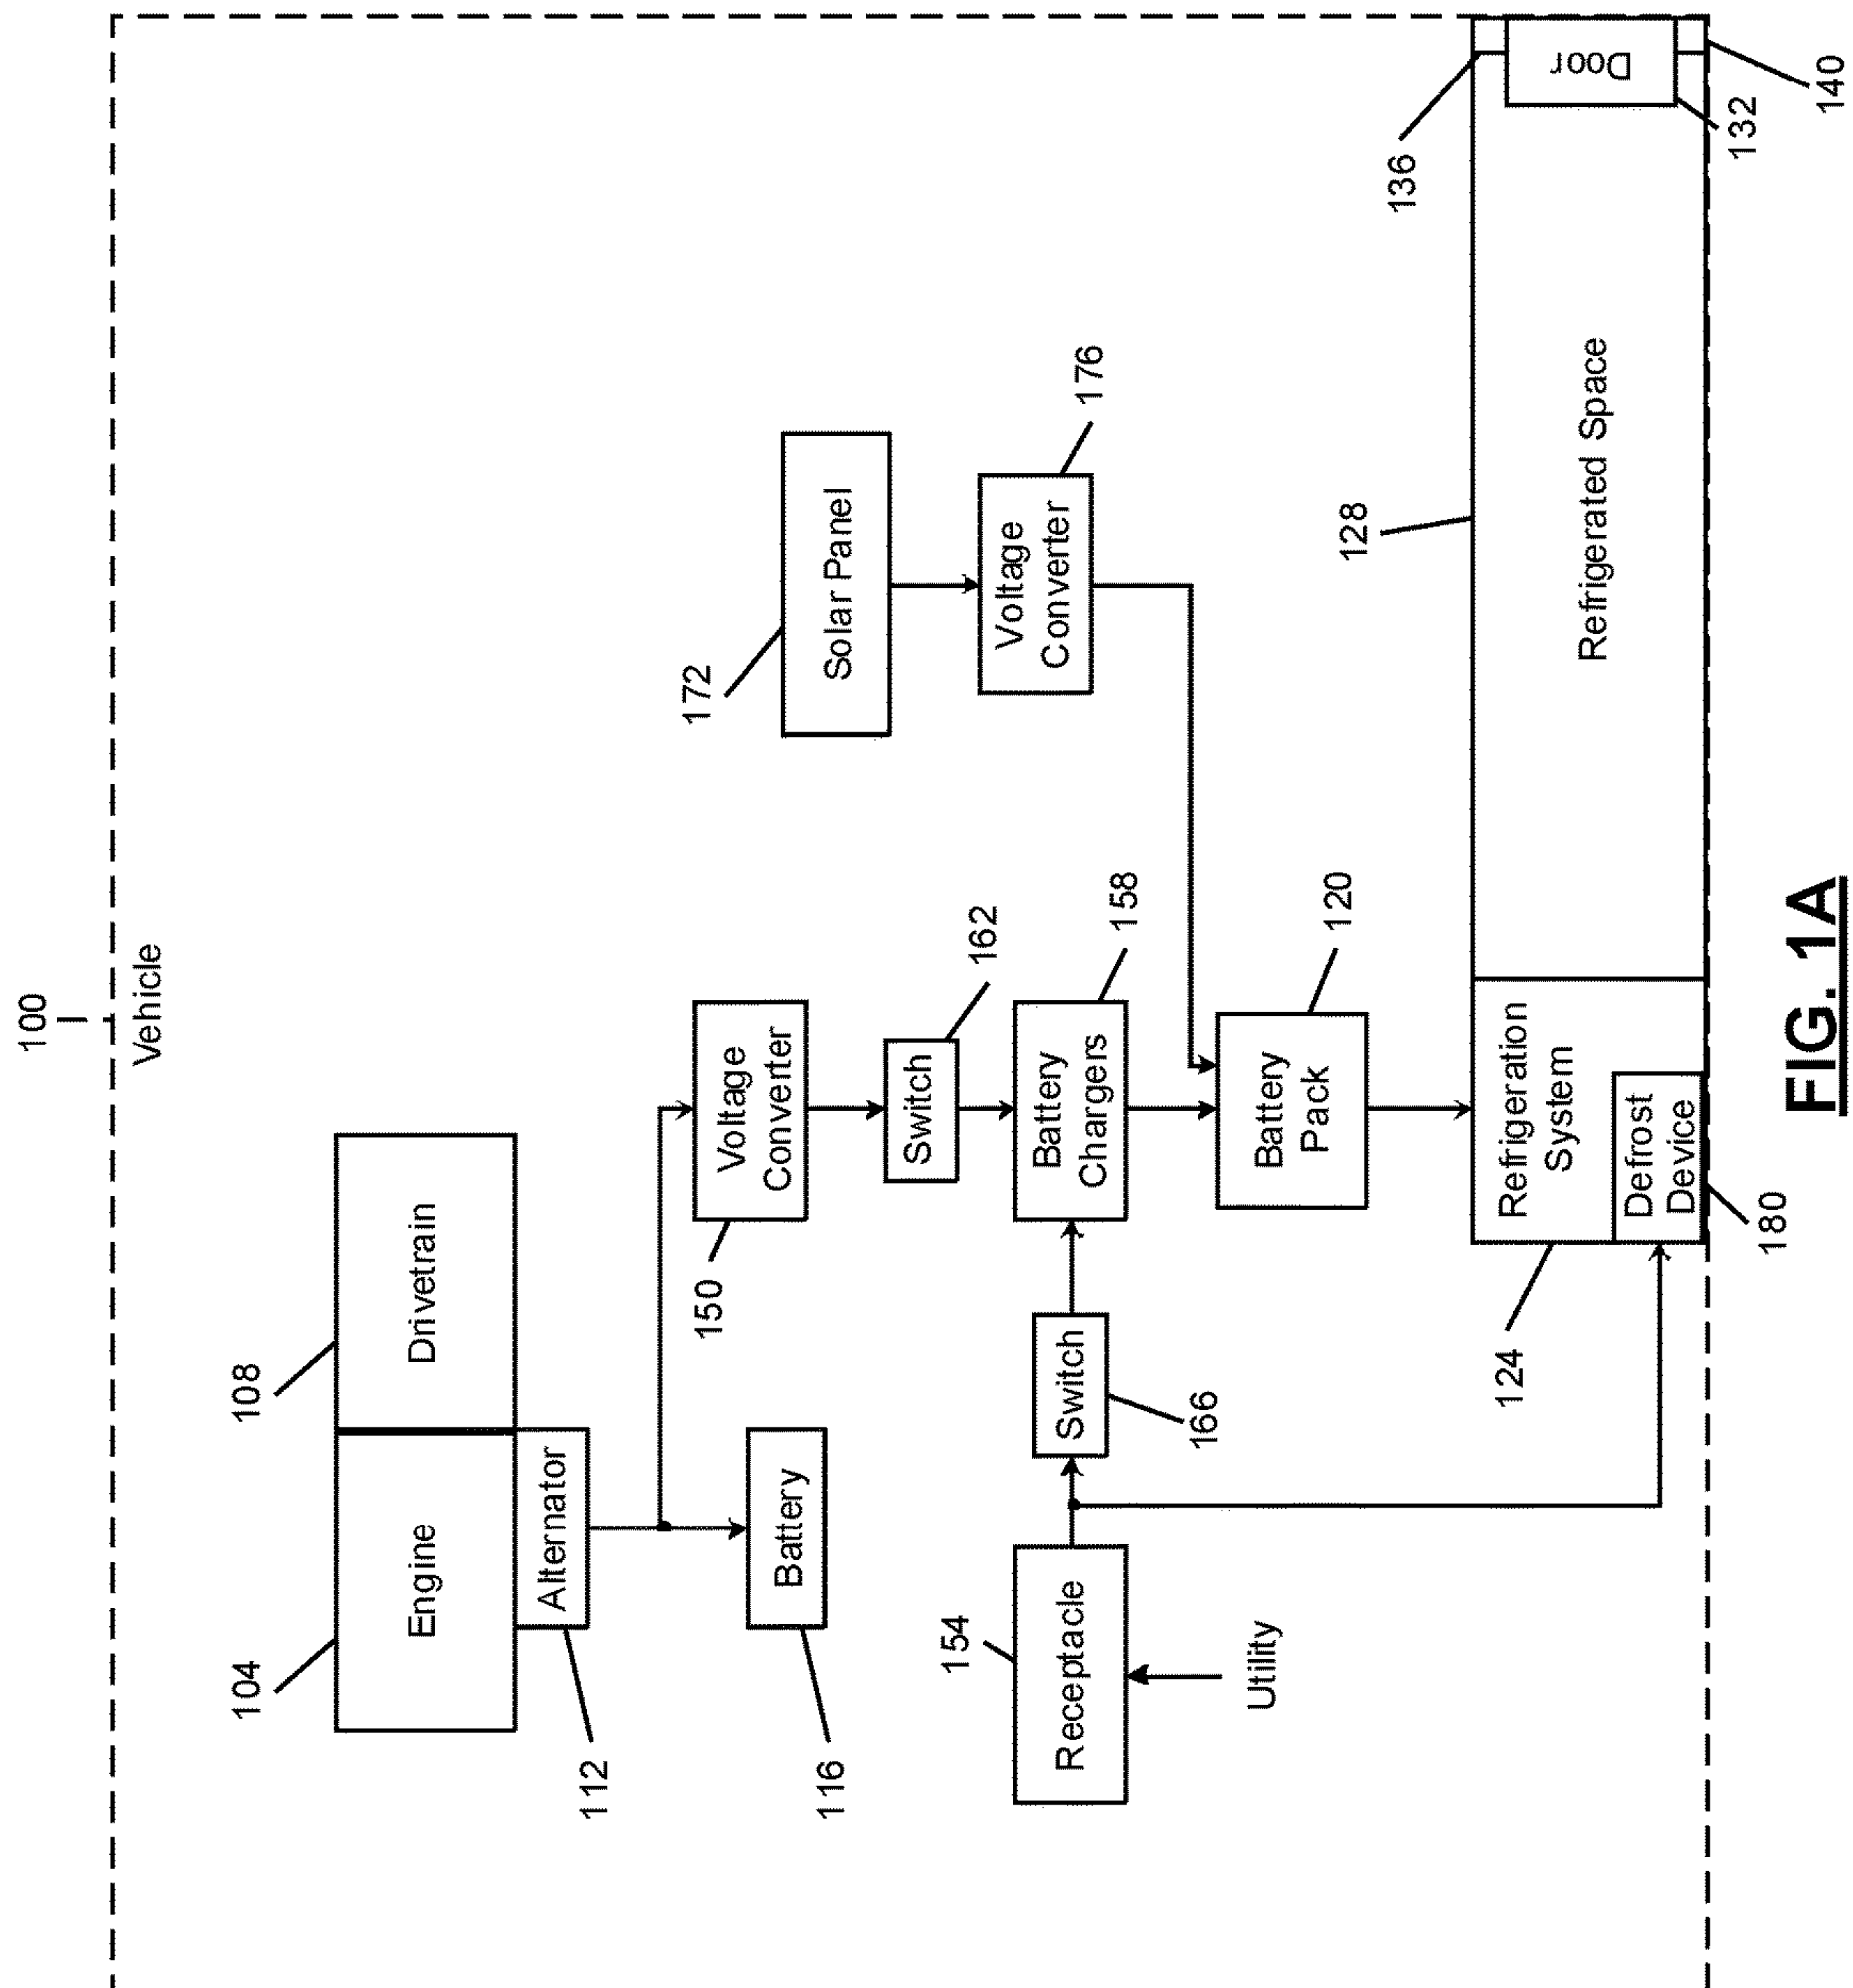 100
Vehicle
104
108
Engine
Drivetrain
112
Alternator
116
Battery
150
Voltage
Converter
162
Switch
172
Solar Panel
176
Voltage
Converter
154
Receptacle
Utility
166
Switch
158
Battery
Chargers
120
Battery
Pack
124
Refrigeration
System
180
Defrost
Device
128
Refrigerated Space
136
Door
132
140
FIG. 1A